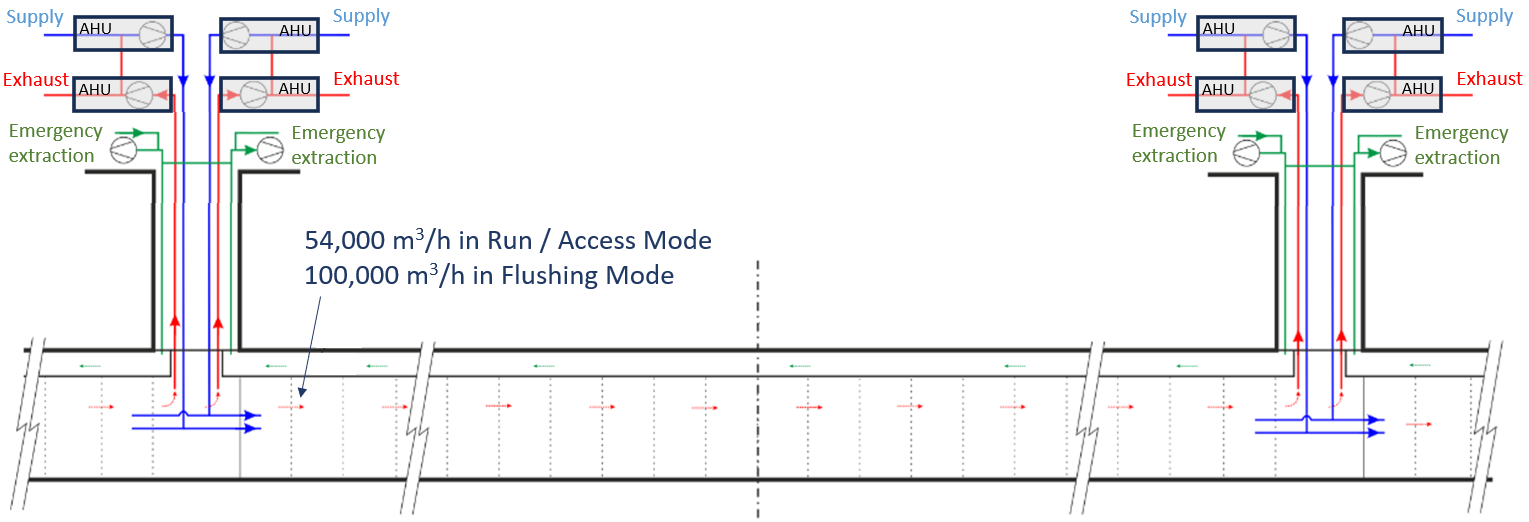 Supply
AHU
AHU
Supply
Exhaust
AHU
AHU
Exhaust
Emergency
extraction
Emergency
extraction
Supply
AHU
AHU
Supply
Exhaust
AHU
AHU
Exhaust
Emergency
extraction
Emergency
extraction
54,000 m³/h in Run / Access Mode
100,000 m³/h in Flushing Mode